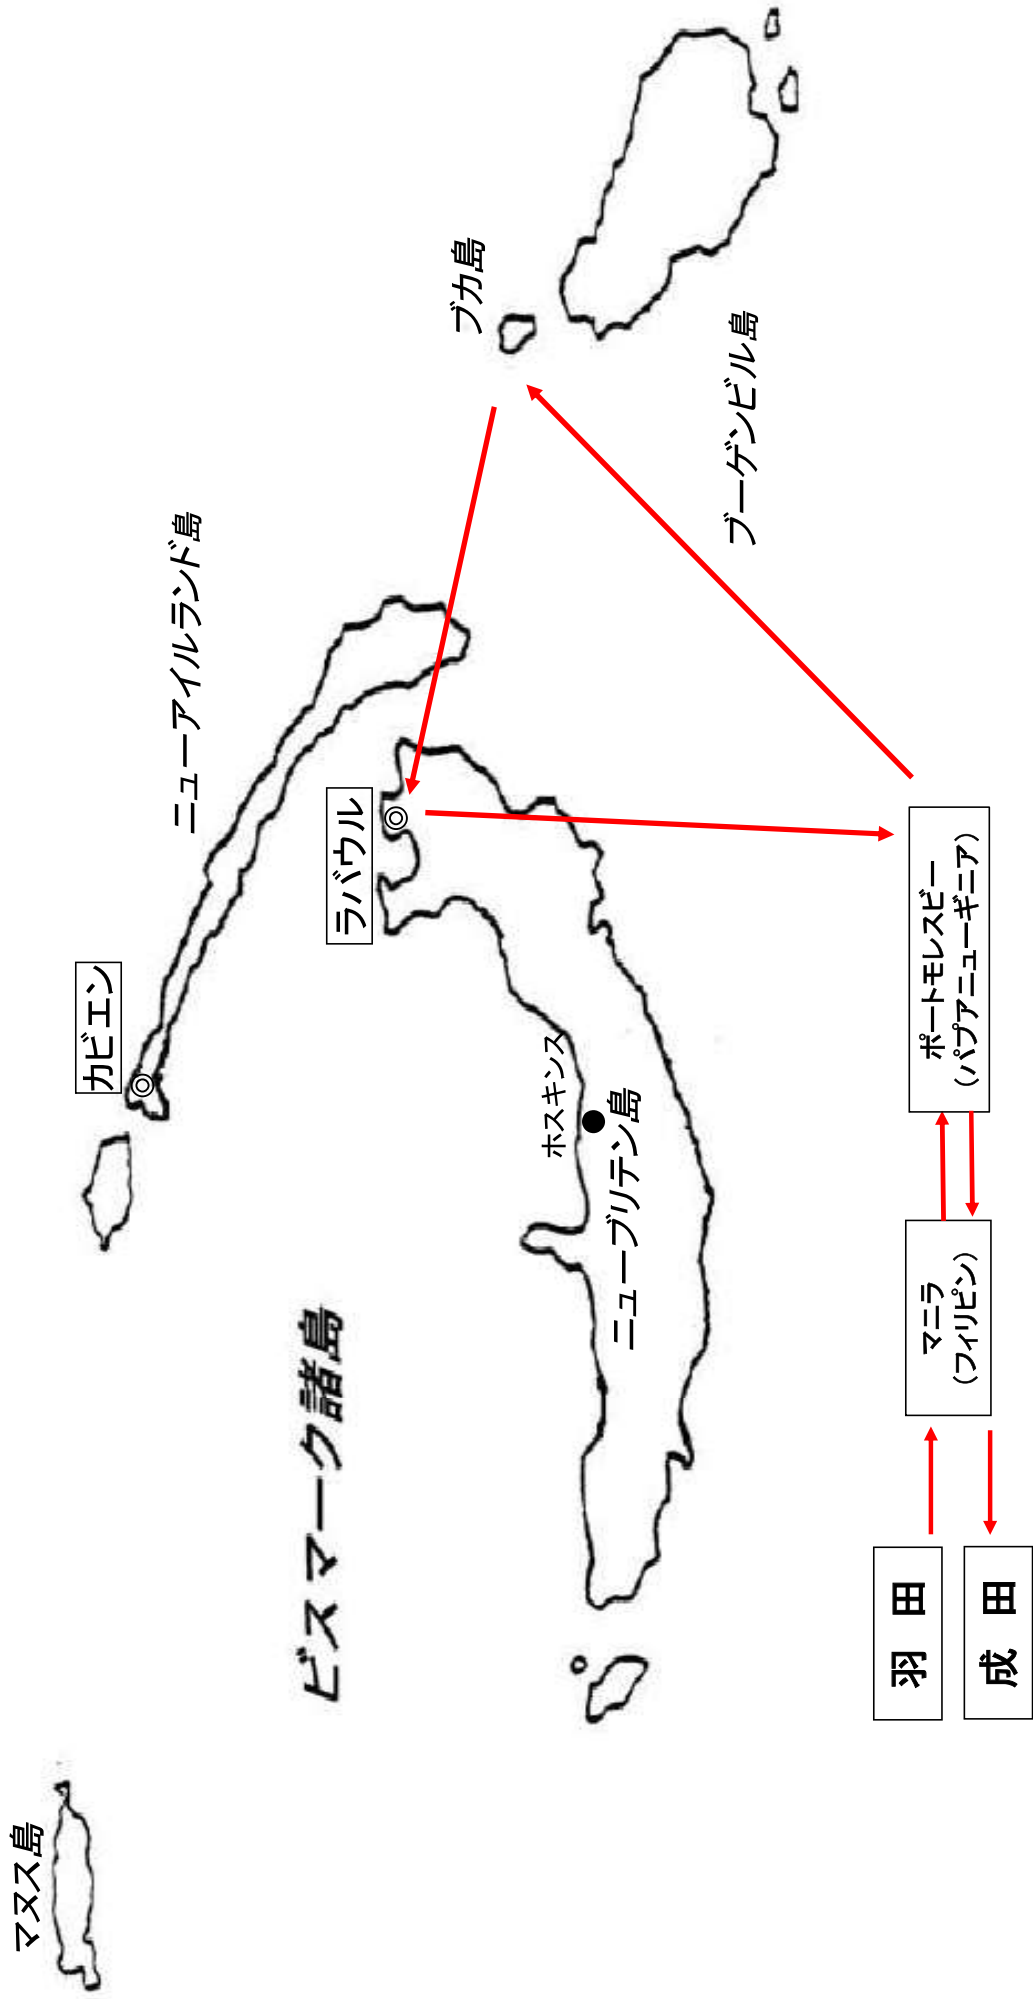 マヌス島
ビスマーク諸島
カビエン
ニューアイルランド島
ラバウル
ブカ島
ホスキンス
ニューブリテン島
ブーゲンビル島
羽　田
成　田
マニラ
（フィリピン）
ポートモレスビー
（パプアニューギニア）